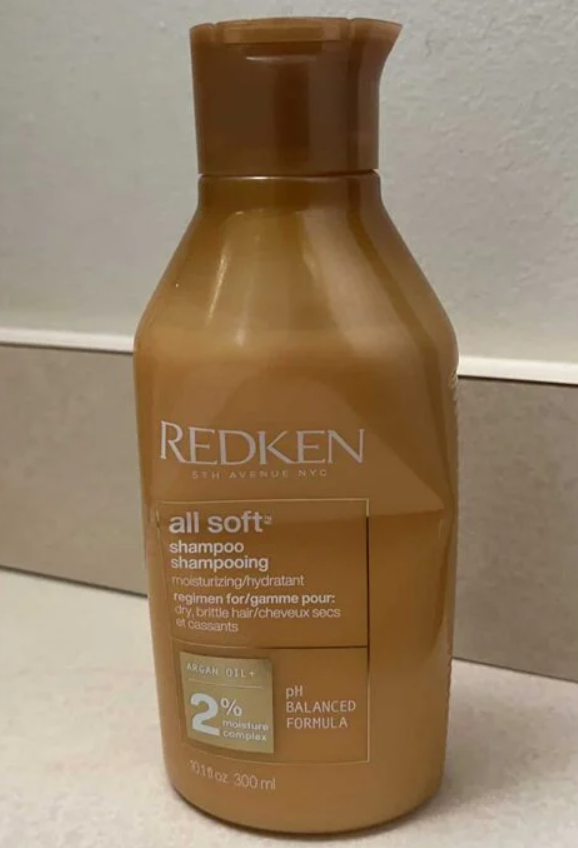 REDKEN
5TH AVENUE NYC
all soft™
shampoo
shampooing
moisturizing/hydratant
regimen for/gamme pour:
dry, brittle hair/cheveux secs
et cassants
ARGAN OIL+
2%
moisture
complex
pH
BALANCED
FORMULA
10.1 fl oz 300 ml